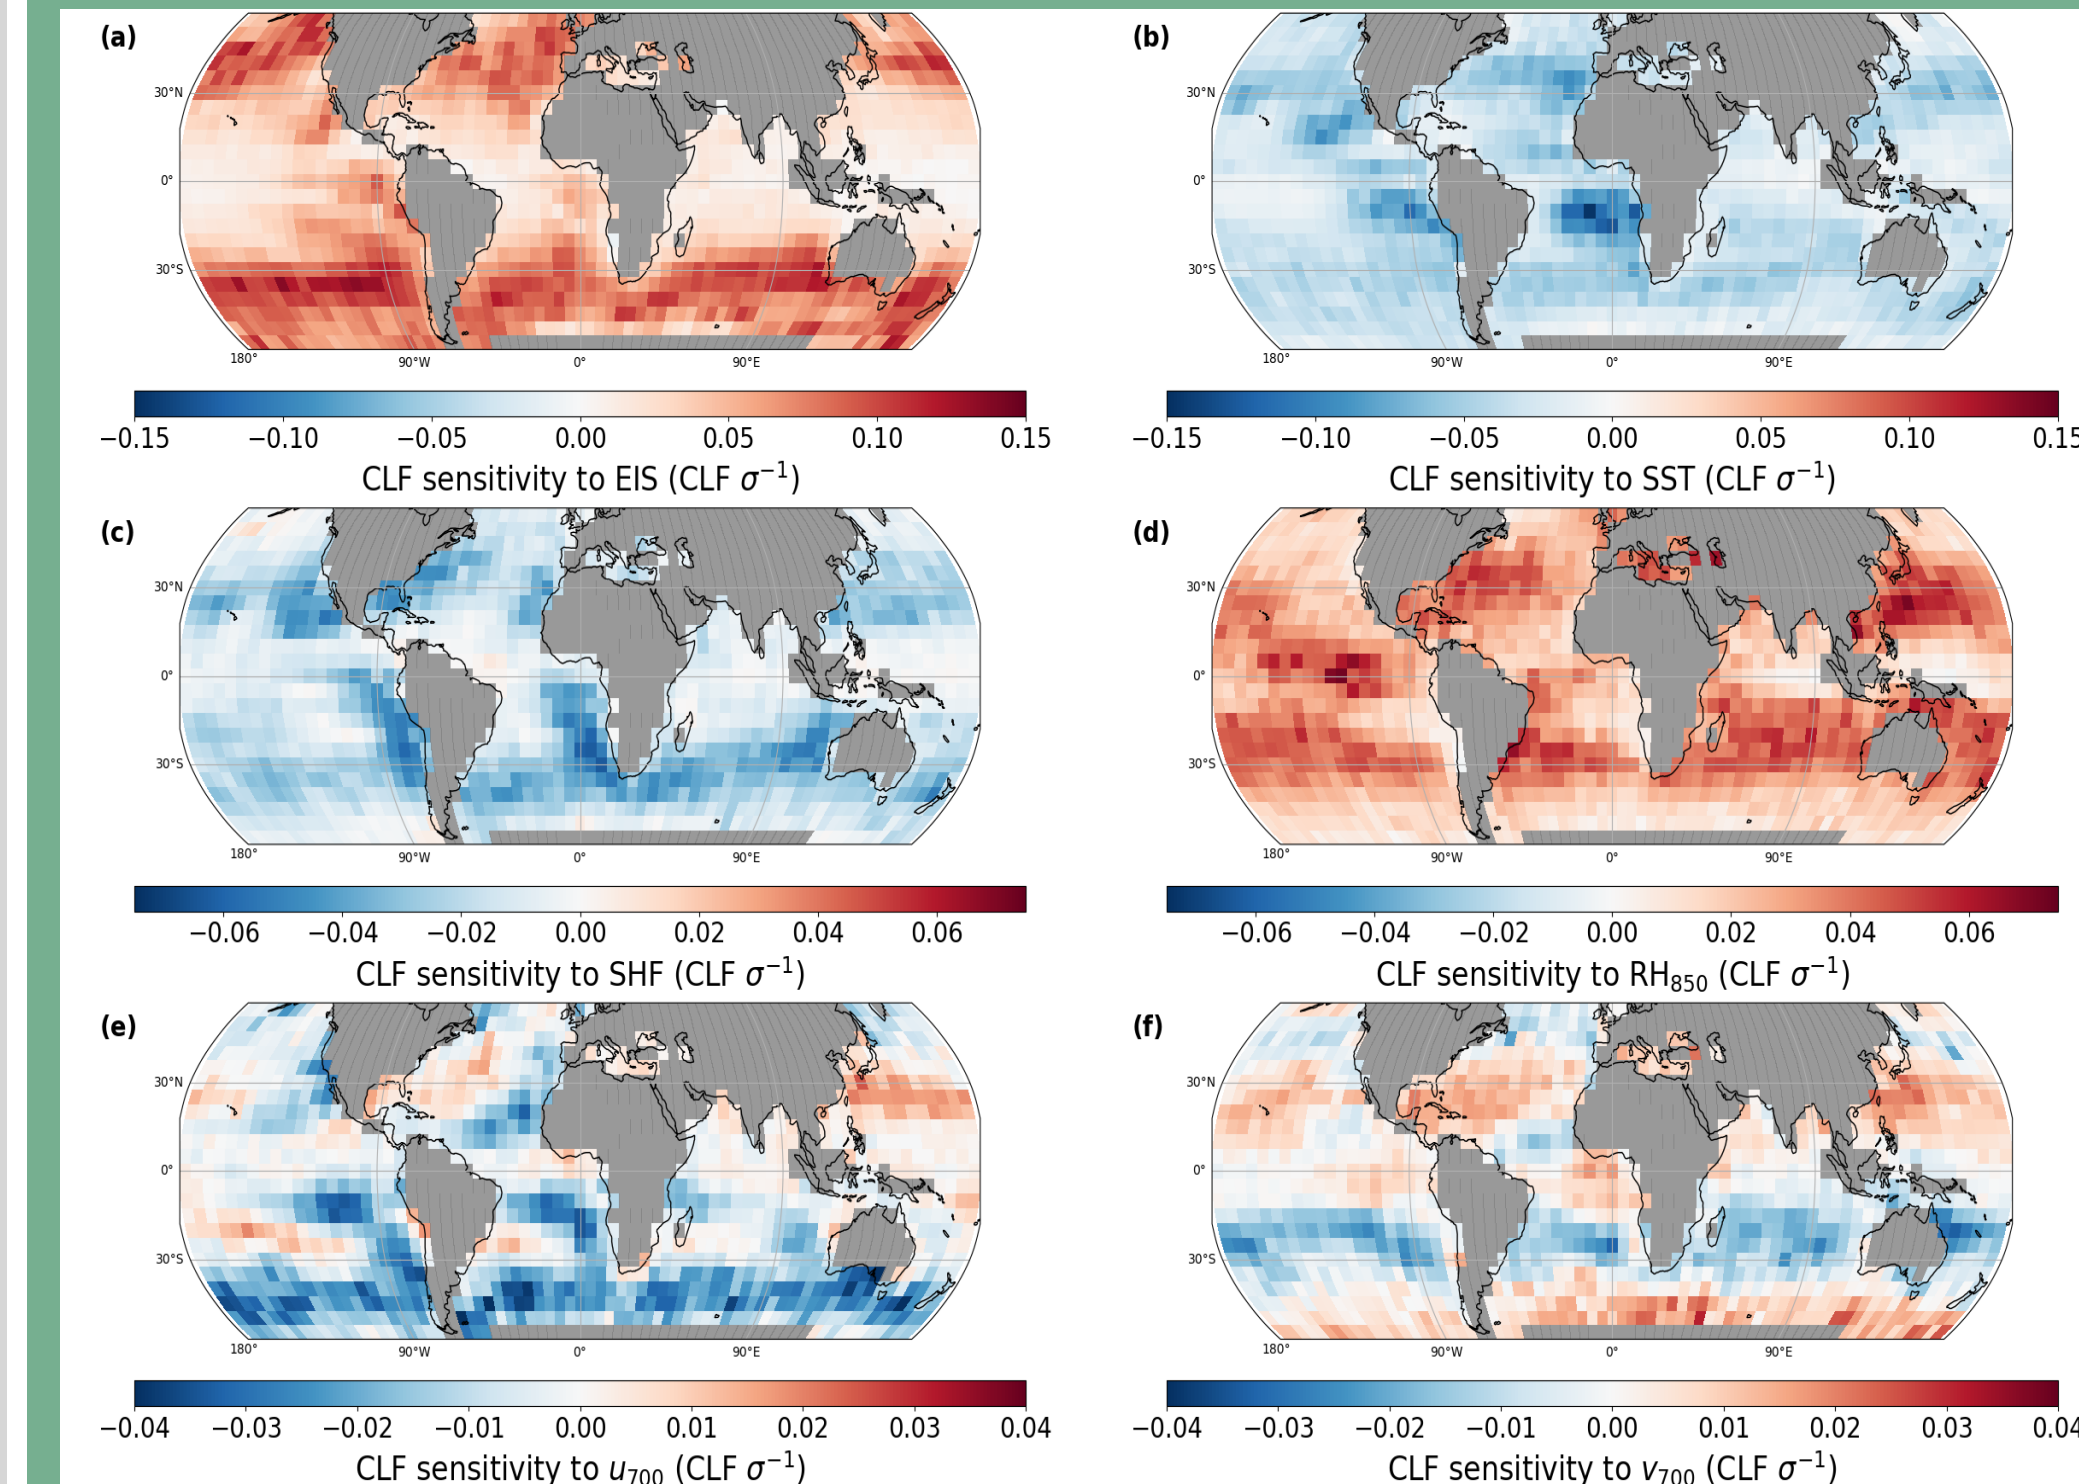 (a)
30°N
0°
30°S
180° 90°W 0° 90°E
−0.15 −0.10 −0.05 0.00 0.05 0.10 0.15
CLF sensitivity to EIS (CLF σ⁻¹)
(b)
30°N
0°
30°S
180° 90°W 0° 90°E
−0.15 −0.10 −0.05 0.00 0.05 0.10 0.15
CLF sensitivity to SST (CLF σ⁻¹)
(c)
30°N
0°
30°S
180° 90°W 0° 90°E
−0.06 −0.04 −0.02 0.00 0.02 0.04 0.06
CLF sensitivity to SHF (CLF σ⁻¹)
(d)
30°N
0°
30°S
180° 90°W 0° 90°E
−0.06 −0.04 −0.02 0.00 0.02 0.04 0.06
CLF sensitivity to RH₈₅₀ (CLF σ⁻¹)
(e)
30°N
0°
30°S
180° 90°W 0° 90°E
−0.04 −0.03 −0.02 −0.01 0.00 0.01 0.02 0.03 0.04
CLF sensitivity to u₇₀₀ (CLF σ⁻¹)
(f)
30°N
0°
30°S
180° 90°W 0° 90°E
−0.04 −0.03 −0.02 −0.01 0.00 0.01 0.02 0.03 0.04
CLF sensitivity to v₇₀₀ (CLF σ⁻¹)